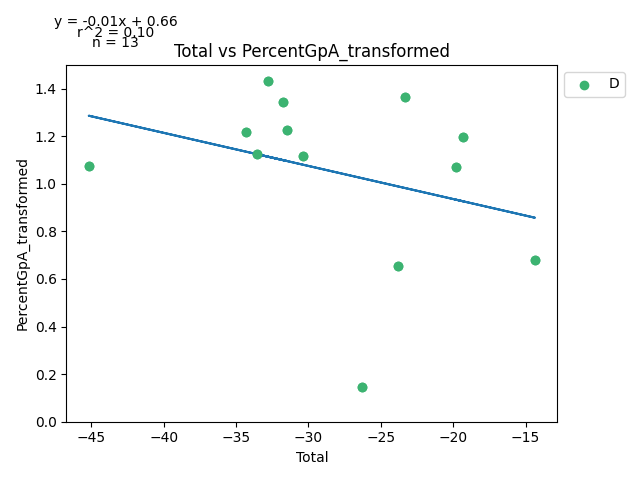 y = -0.01x + 0.66
r^2 = 0.10
n = 13
Total vs PercentGpA_transformed
D
PercentGpA_transformed
1.4
1.2
1.0
0.8
0.6
0.4
0.2
0.0
−45 −40 −35 −30 −25 −20 −15
Total